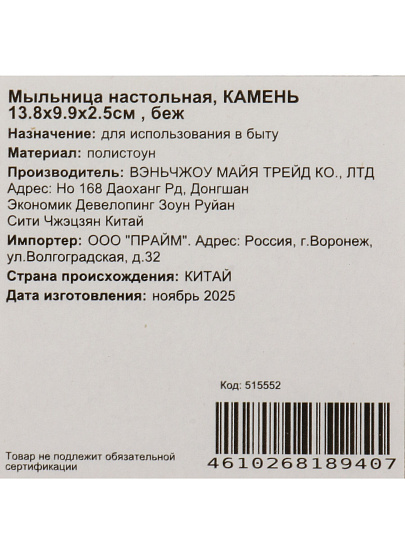 Мыльница настольная, КАМЕНЬ
13.8х9.9х2.5см , беж
Назначение: для использования в быту
Материал: полистоун
Производитель: ВЭНЬЧЖОУ МАЙЯ ТРЕЙД КО., ЛТД
Адрес: Но 168 Даоханг Рд, Донгшан
Экономик Девелопинг Зоун Руйан
Сити Чжэцзян Китай
Импортер: ООО "ПРАЙМ". Адрес: Россия, г.Воронеж,
ул.Волгоградская, д.32
Страна происхождения: КИТАЙ
Дата изготовления: ноябрь 2025
Код: 515552
Товар не подлежит обязательной
сертификации
4610268189407